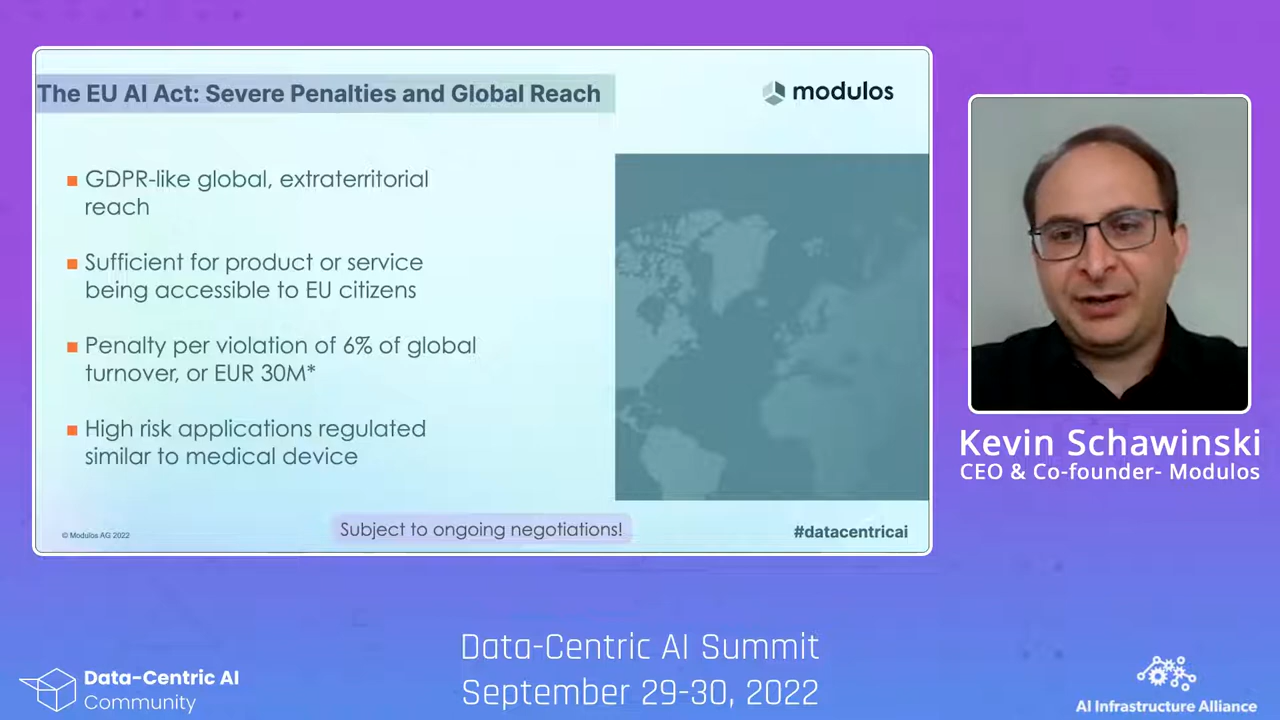 The EU AI Act: Severe Penalties and Global Reach
modulos
GDPR-like global, extraterritorial
reach
Sufficient for product or service
being accessible to EU citizens
Penalty per violation of 6% of global
turnover, or EUR 30M*
High risk applications regulated
similar to medical device
© Modulos AG 2022
Subject to ongoing negotiations!
#datacentricai
Kevin Schawinski
CEO & Co-founder- Modulos
Data-Centric AI Summit
September 29-30, 2022
Data-Centric AI
Community
AI Infrastructure Alliance